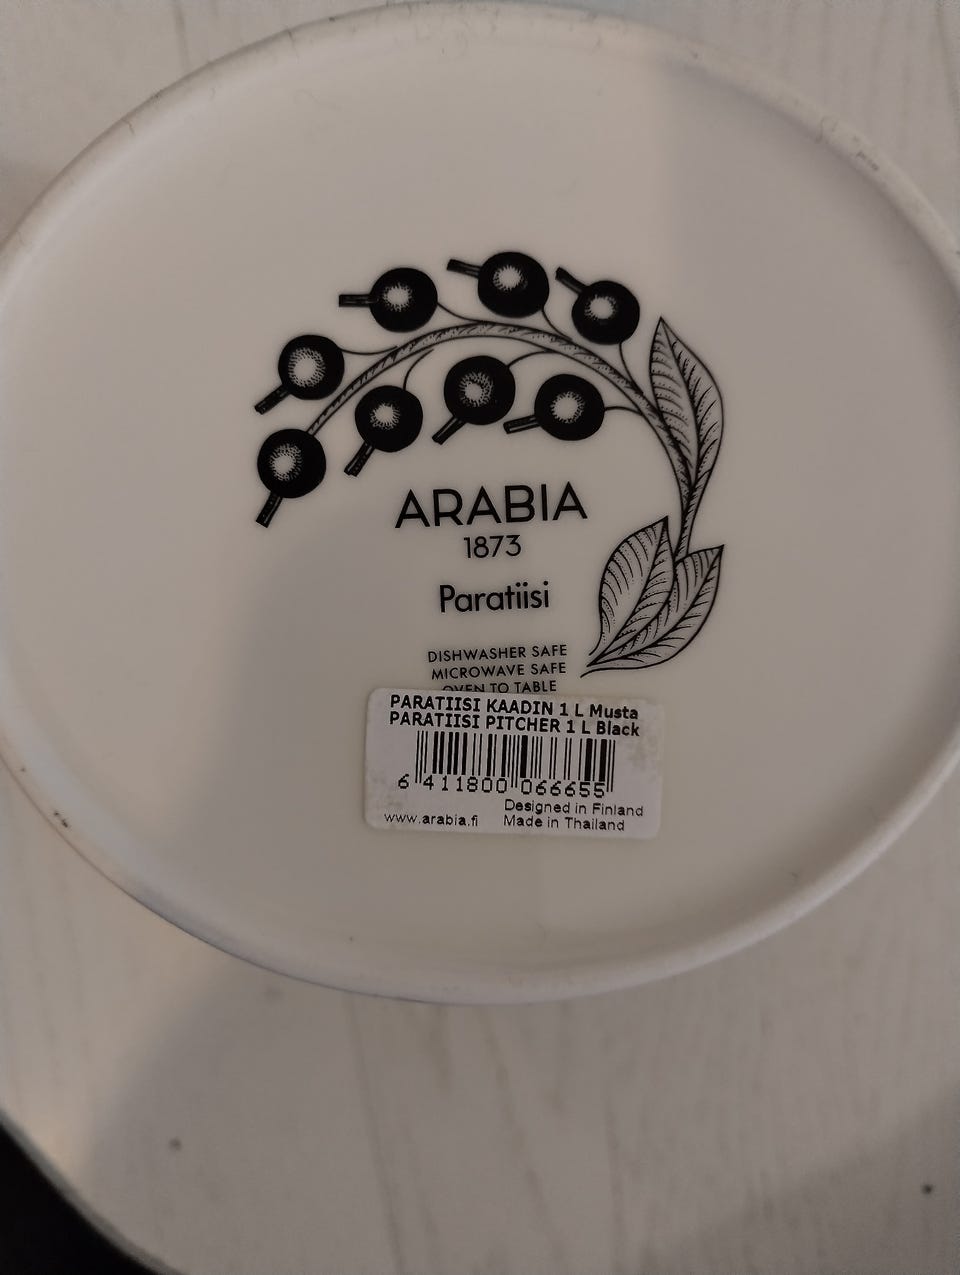 ARABIA
1873
Paratiisi
DISHWASHER SAFE
MICROWAVE SAFE
OVEN TO TABLE
PARATIISI KAADIN 1 L Musta
PARATIISI PITCHER 1 L Black
6 411800 066655
Designed in Finland
www.arabia.fi Made in Thailand